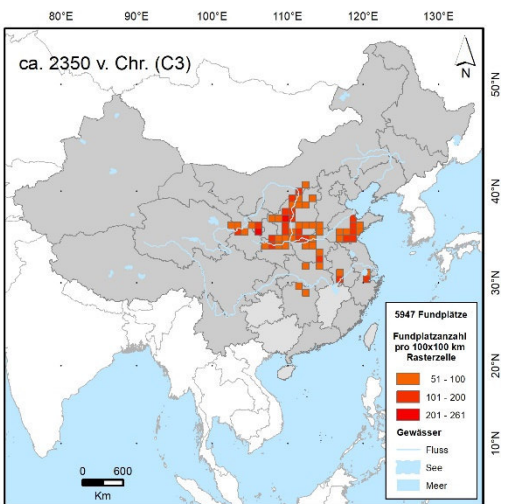 80°E 90°E 100°E 110°E 120°E 130°E
ca. 2350 v. Chr. (C3)
N
50°N
40°N
30°N
20°N
10°N
5947 Fundplätze
Fundplatzanzahl
pro 100x100 km
Rasterzelle
51 - 100
101 - 200
201 - 261
Gewässer
Fluss
See
Meer
0 600
Km